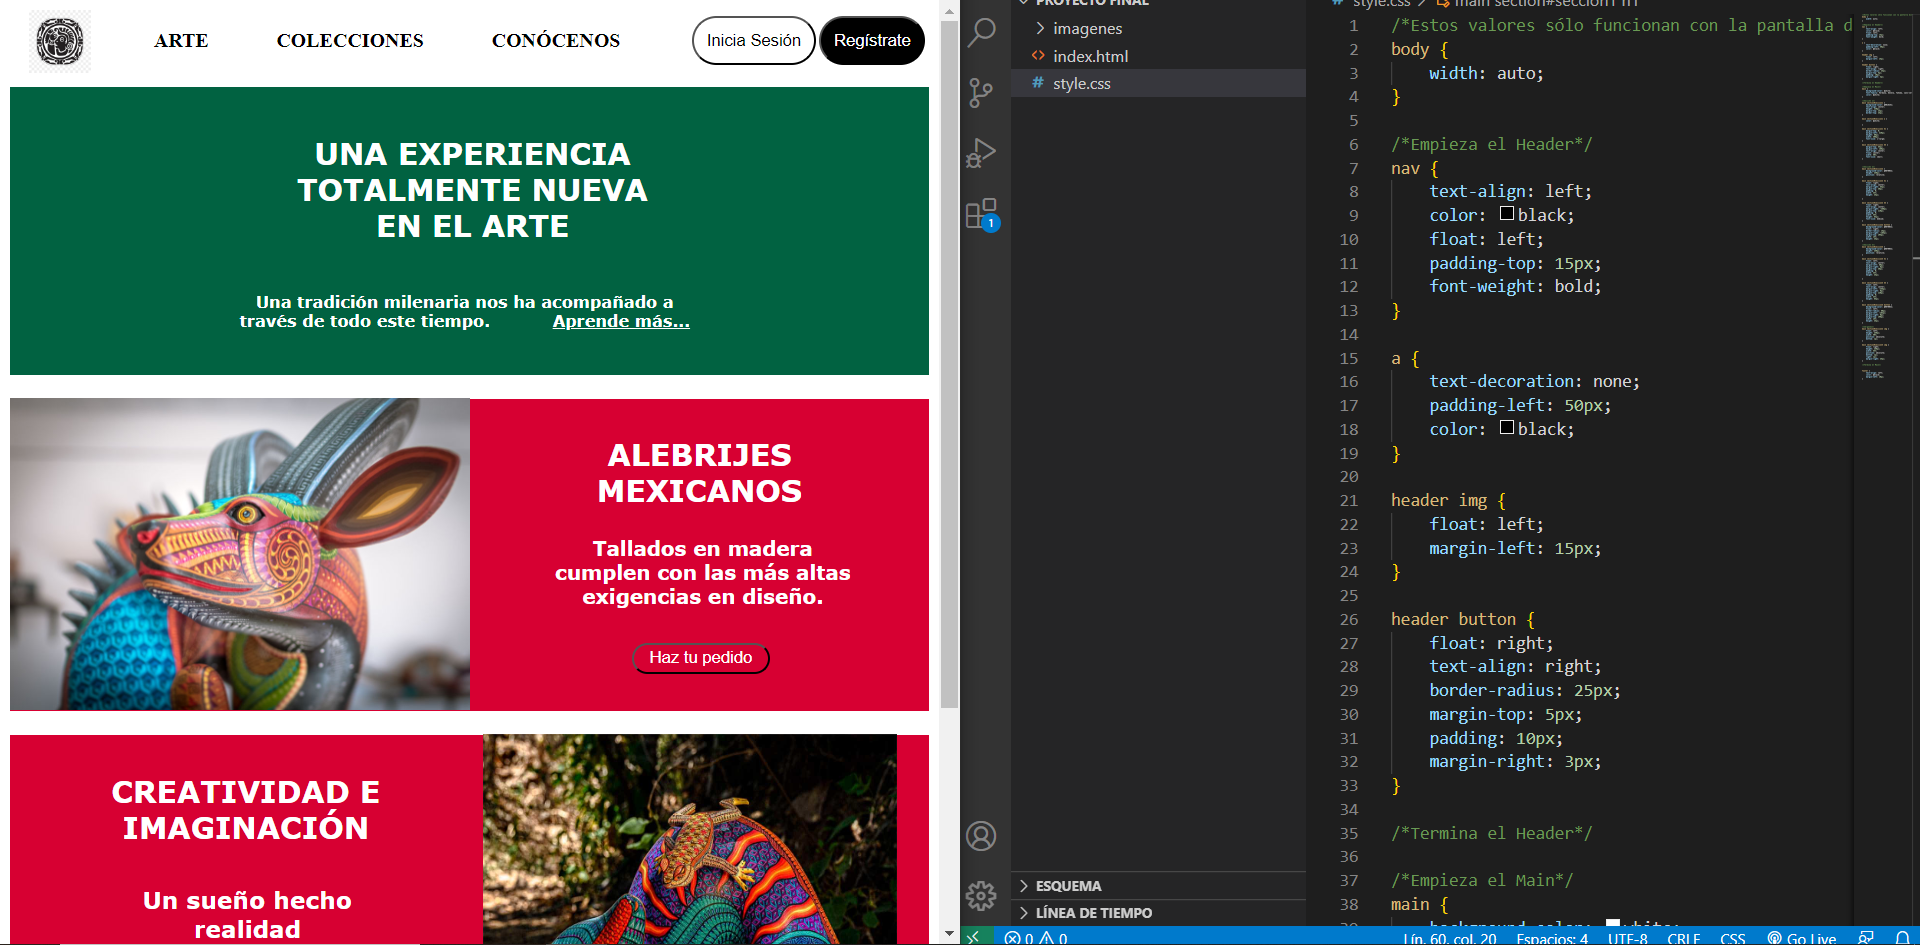 ARTE
COLECCIONES
CONÓCENOS
Inicia Sesión
Regístrate
UNA EXPERIENCIA
TOTALMENTE NUEVA
EN EL ARTE
Una tradición milenaria nos ha acompañado a
través de todo este tiempo. Aprende más...
ALEBRIJES
MEXICANOS
Tallados en madera
cumplen con las más altas
exigencias en diseño.
Haz tu pedido
CREATIVIDAD E
IMAGINACIÓN
Un sueño hecho
realidad
PROYECTO FINAL
imagenes
index.html
style.css
1
ESQUEMA
LÍNEA DE TIEMPO
style.css > main section#seccion1 h1
1 /*Estos valores sólo funcionan con la pantalla d
2 body {
3 width: auto;
4 }
5
6 /*Empieza el Header*/
7 nav {
8 text-align: left;
9 color: black;
10 float: left;
11 padding-top: 15px;
12 font-weight: bold;
13 }
14
15 a {
16 text-decoration: none;
17 padding-left: 50px;
18 color: black;
19 }
20
21 header img {
22 float: left;
23 margin-left: 15px;
24 }
25
26 header button {
27 float: right;
28 text-align: right;
29 border-radius: 25px;
30 margin-top: 5px;
31 padding: 10px;
32 margin-right: 3px;
33 }
34
35 /*Termina el Header*/
36
37 /*Empieza el Main*/
38 main {
39 background-color: white;
0 0
Lín. 60, col. 20 Espacios: 4 UTF-8 CRLF CSS Go Live